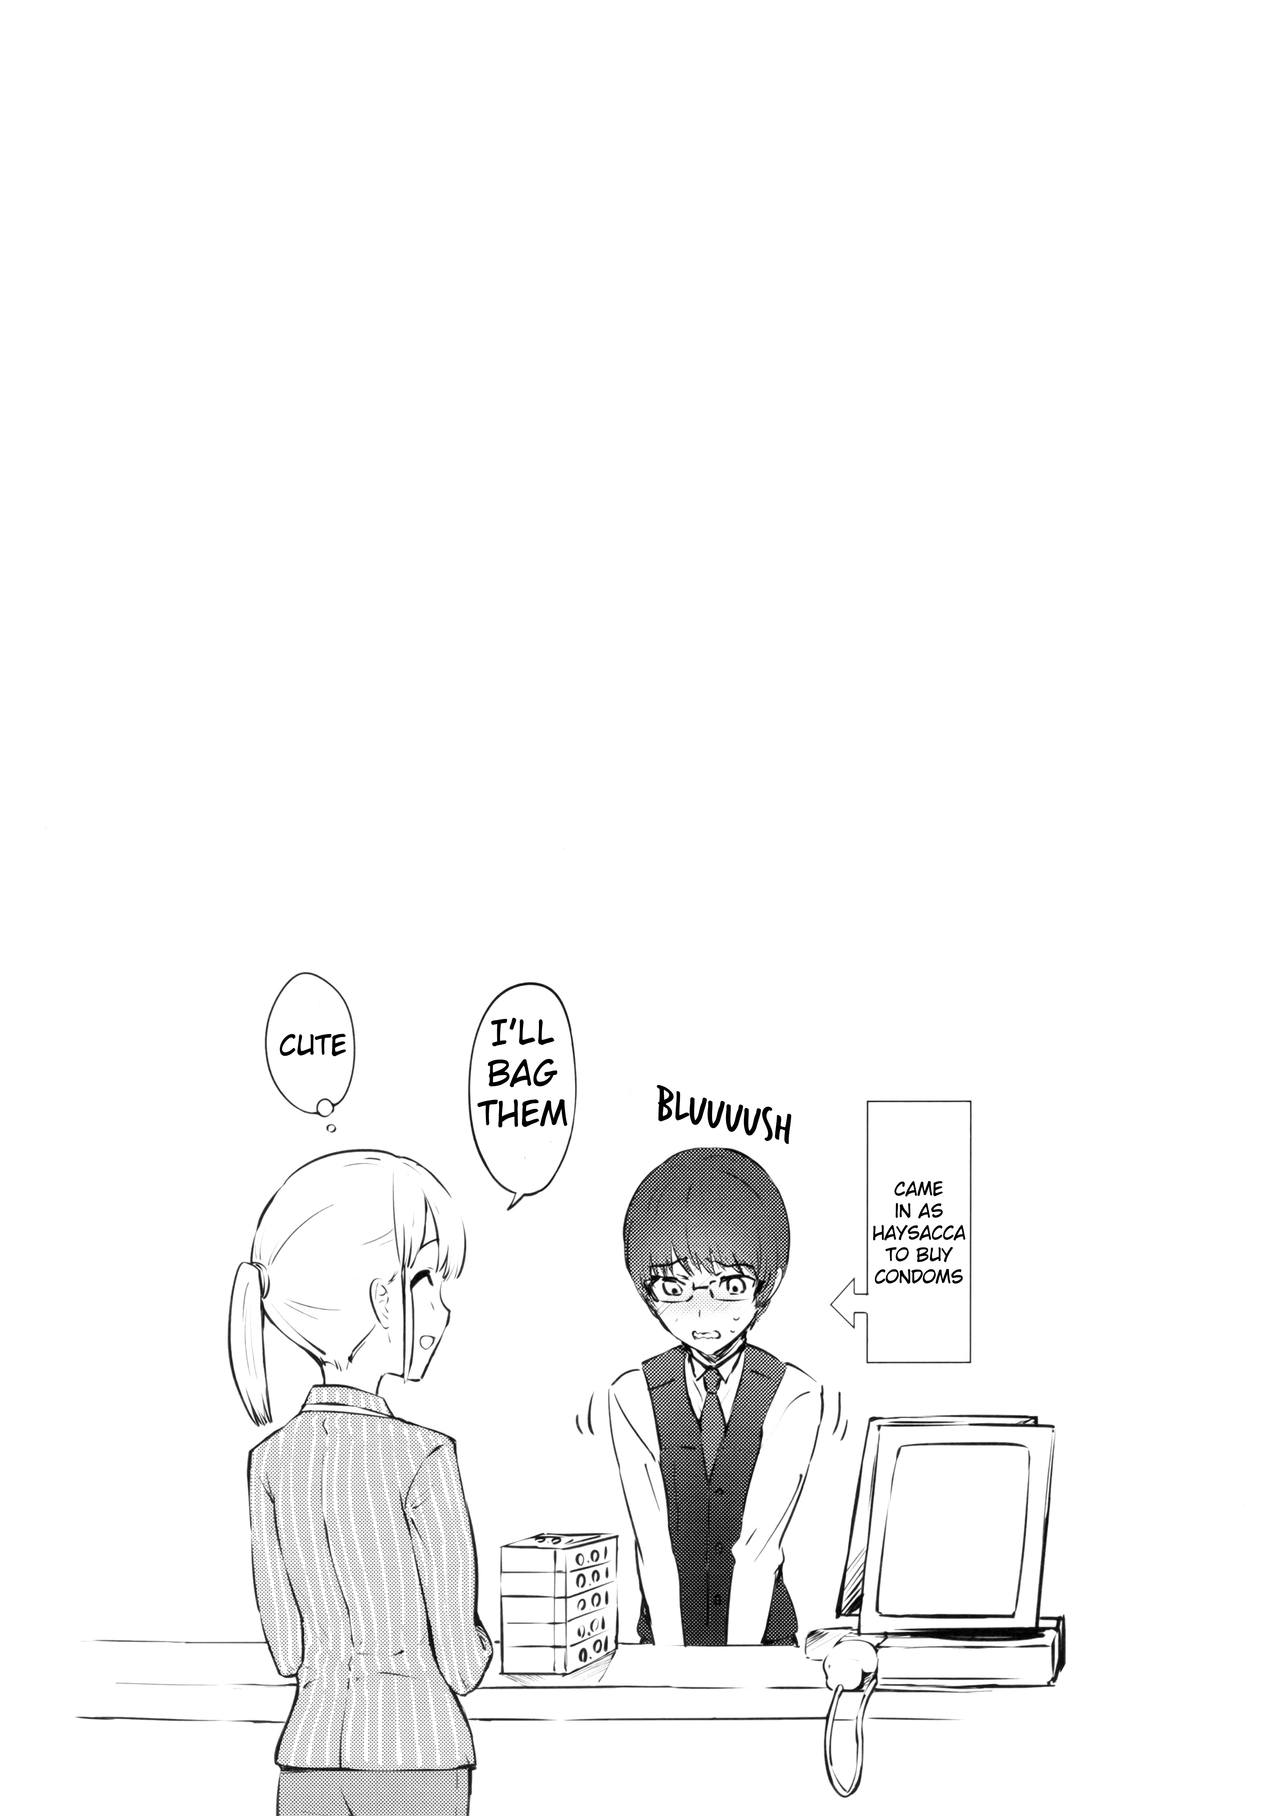 CUTE
I'LL
BAG
THEM
BLUUUUSH
CAME
IN AS
HAYSACCA
TO BUY
CONDOMS
0.01
0.01
0.01
0.01
0.01